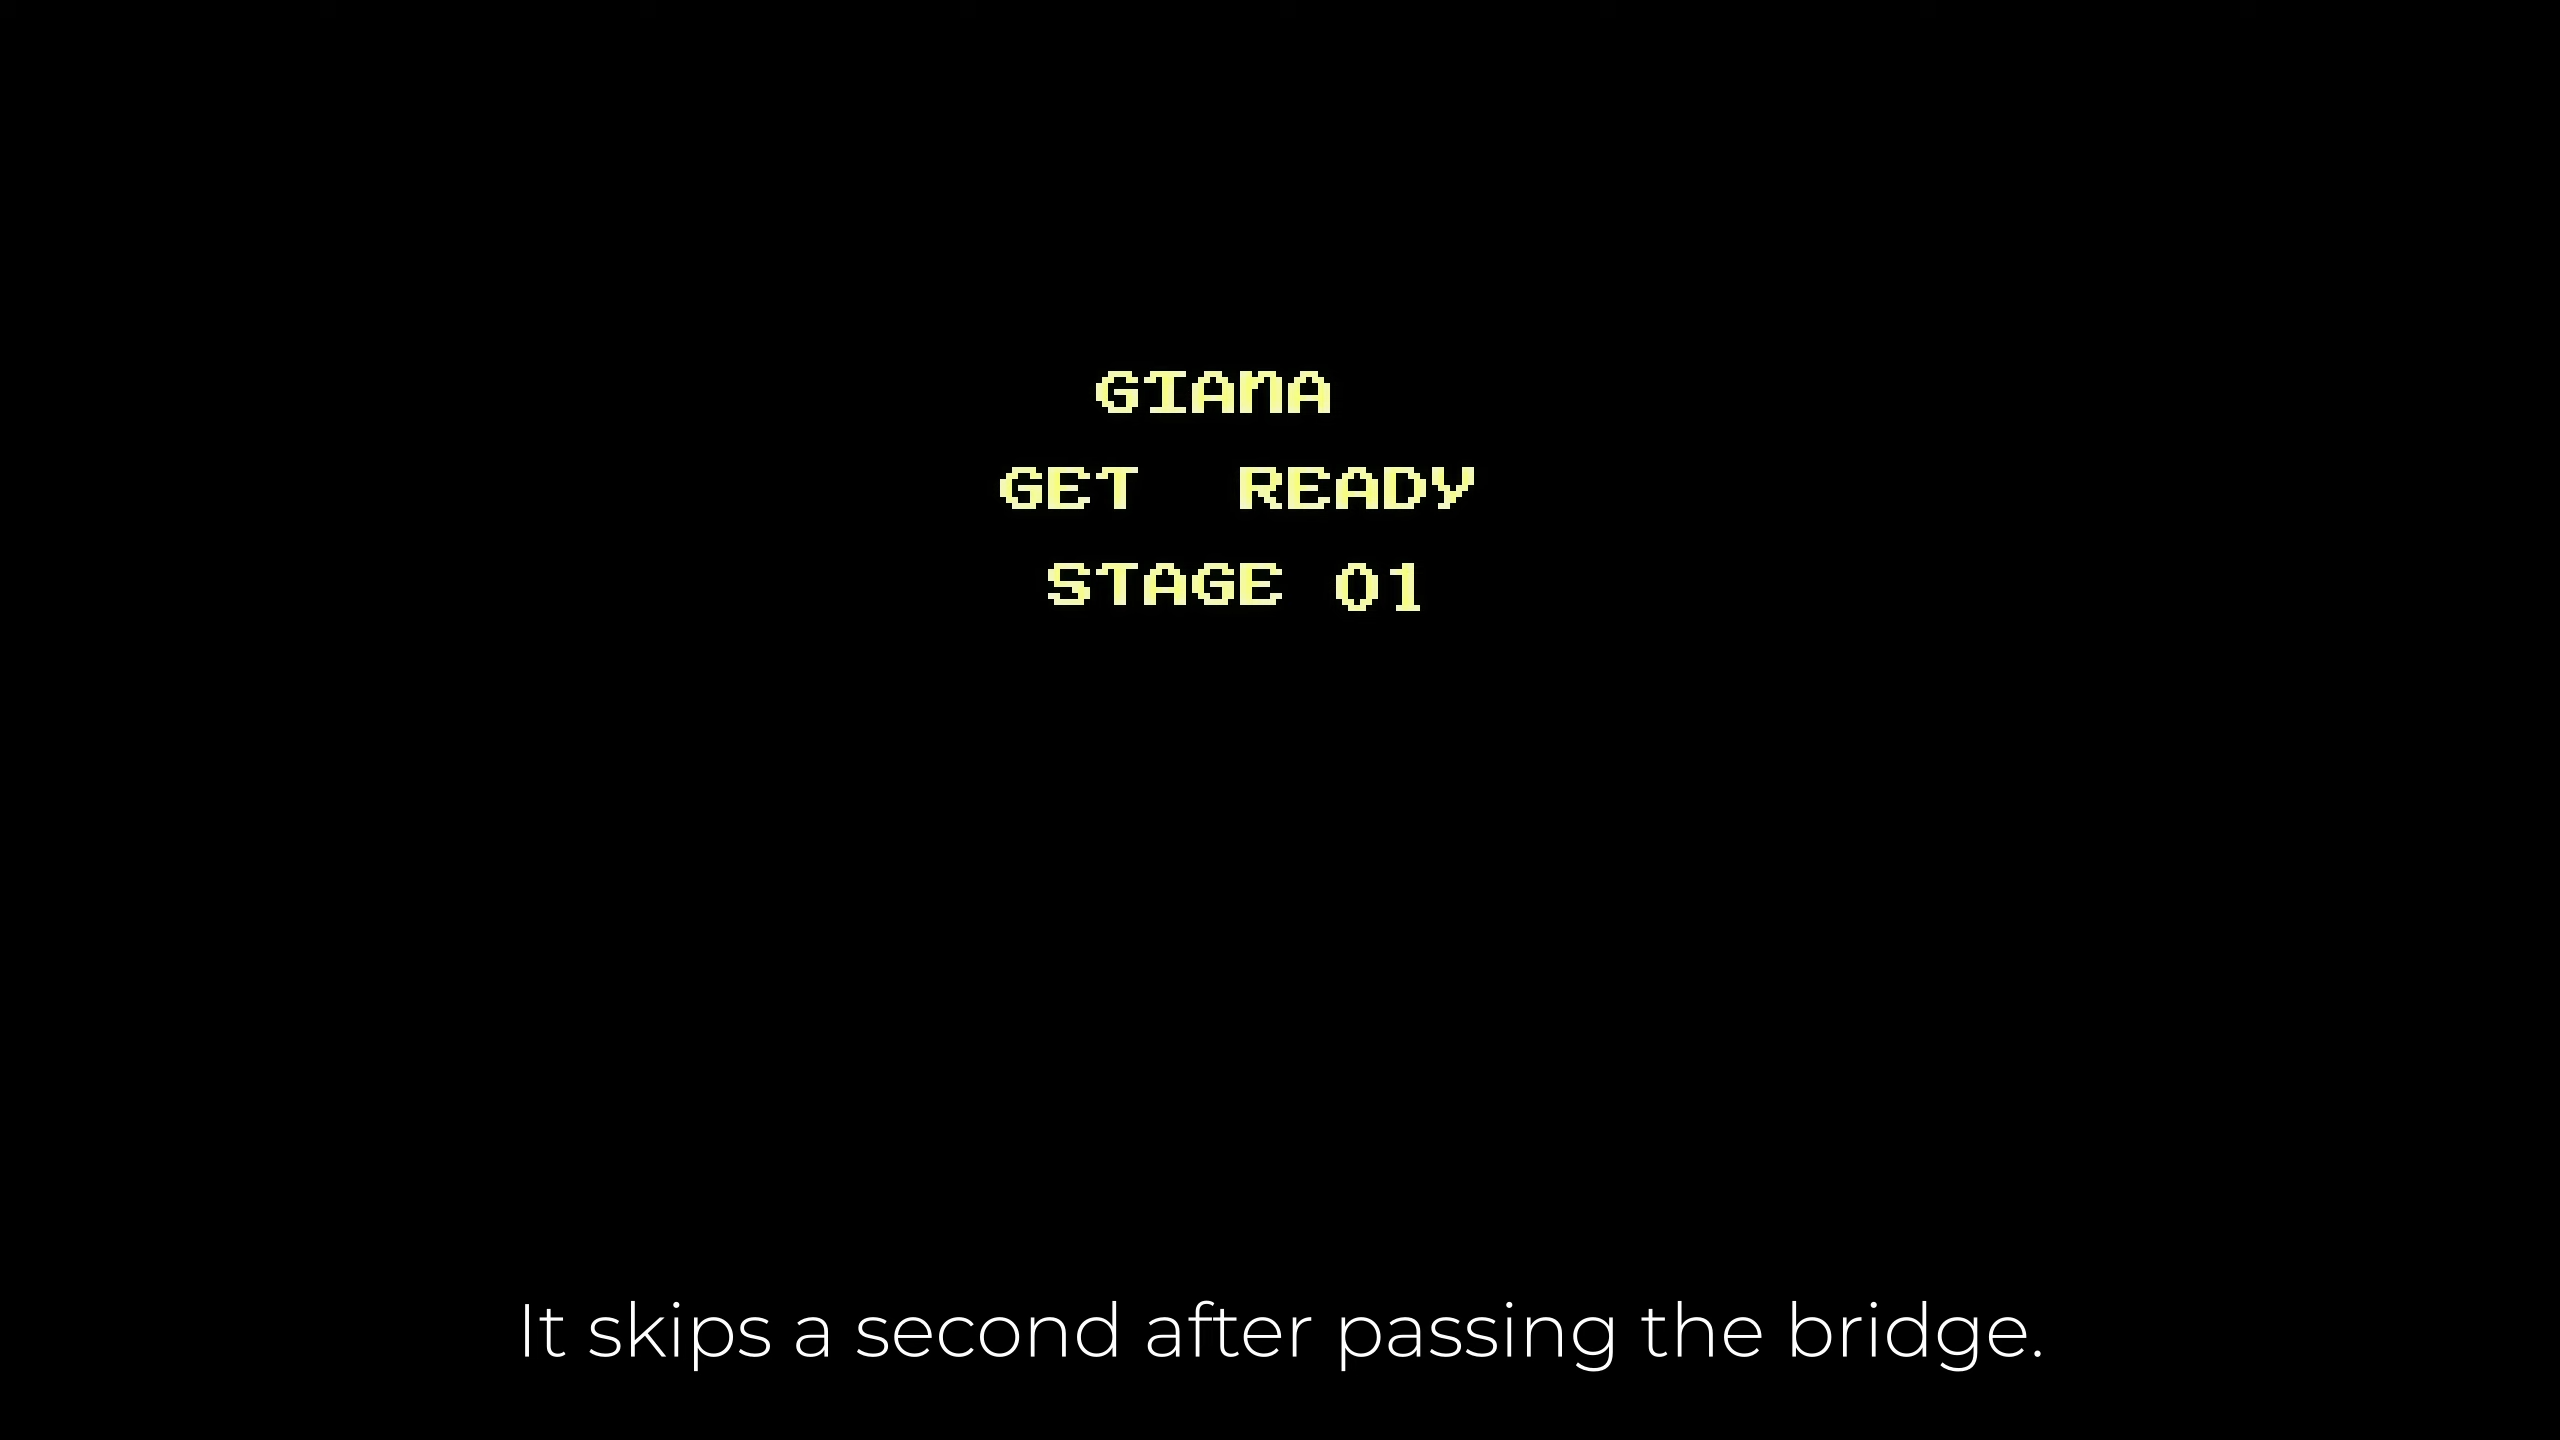 GIANA
GET READY
STAGE 01
It skips a second after passing the bridge.